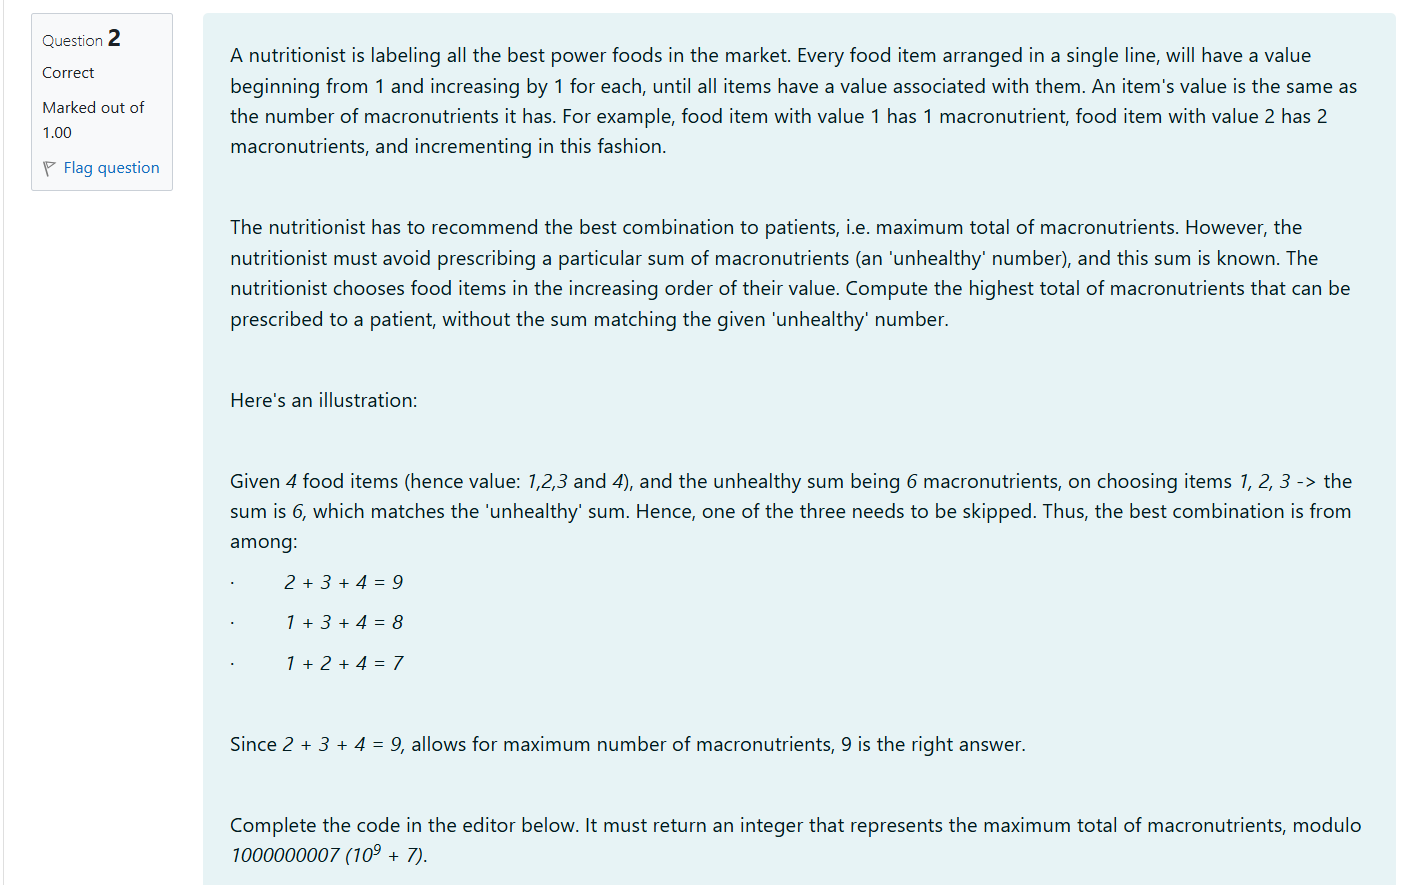 Question 2
Correct
Marked out of
1.00
Flag question
A nutritionist is labeling all the best power foods in the market. Every food item arranged in a single line, will have a value
beginning from 1 and increasing by 1 for each, until all items have a value associated with them. An item's value is the same as
the number of macronutrients it has. For example, food item with value 1 has 1 macronutrient, food item with value 2 has 2
macronutrients, and incrementing in this fashion.
The nutritionist has to recommend the best combination to patients, i.e. maximum total of macronutrients. However, the
nutritionist must avoid prescribing a particular sum of macronutrients (an 'unhealthy' number), and this sum is known. The
nutritionist chooses food items in the increasing order of their value. Compute the highest total of macronutrients that can be
prescribed to a patient, without the sum matching the given 'unhealthy' number.
Here's an illustration:
Given 4 food items (hence value: 1,2,3 and 4), and the unhealthy sum being 6 macronutrients, on choosing items 1, 2, 3 -> the
sum is 6, which matches the 'unhealthy' sum. Hence, one of the three needs to be skipped. Thus, the best combination is from
among:
· 2 + 3 + 4 = 9
· 1 + 3 + 4 = 8
· 1 + 2 + 4 = 7
Since 2 + 3 + 4 = 9, allows for maximum number of macronutrients, 9 is the right answer.
Complete the code in the editor below. It must return an integer that represents the maximum total of macronutrients, modulo
1000000007 (10⁹ + 7).